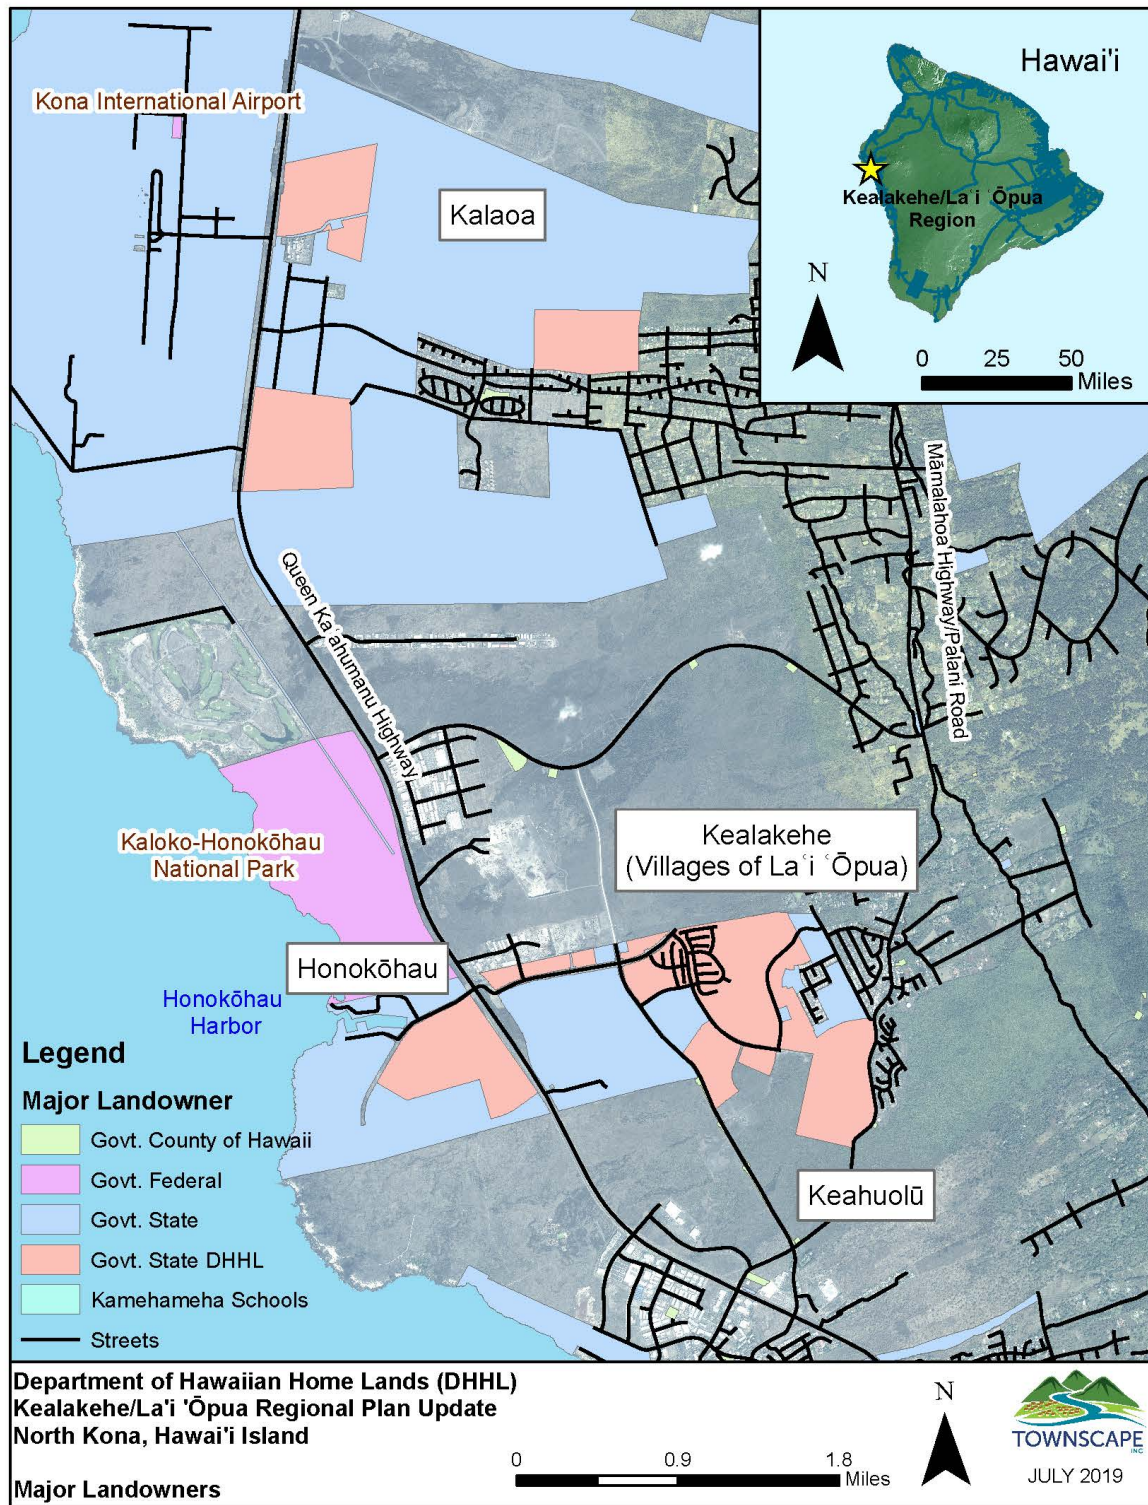 Hawai'i
Kealakehe/Laʻi ʻŌpua
Region
N
0 25 50
Miles
Kona International Airport
Kalaoa
Māmalahoa Highway/Palani Road
Queen Kaʻahumanu Highway
Kaloko-Honokōhau
National Park
Kealakehe
(Villages of Laʻi ʻŌpua)
Honokōhau
Honokōhau
Harbor
Keahuolū
Legend
Major Landowner
Govt. County of Hawaii
Govt. Federal
Govt. State
Govt. State DHHL
Kamehameha Schools
Streets
Department of Hawaiian Home Lands (DHHL)
Kealakehe/La'i 'Ōpua Regional Plan Update
North Kona, Hawai'i Island
Major Landowners
0 0.9 1.8
Miles
N
TOWNSCAPE
INC
JULY 2019